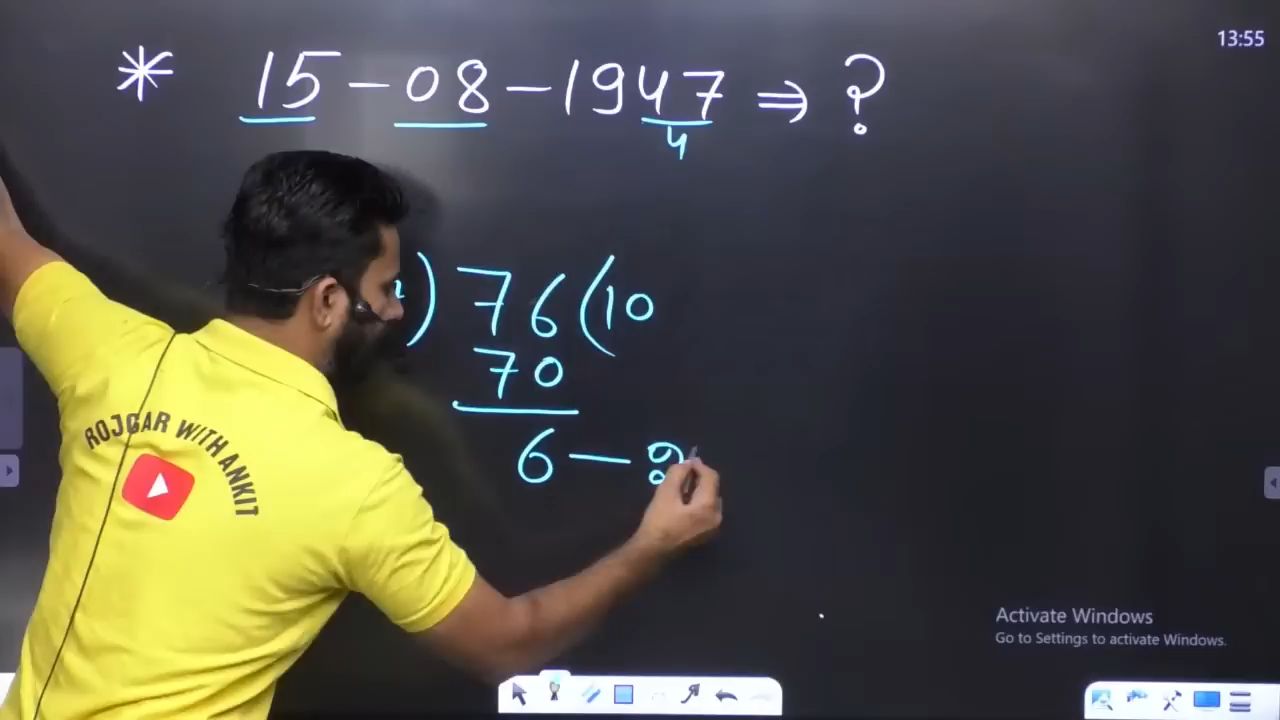 13:55
* 15-08-1947 ⇒ ?
4
) 76 ( 10
70
6 —
ROJGAR WITH ANKIT
Activate Windows
Go to Settings to activate Windows.